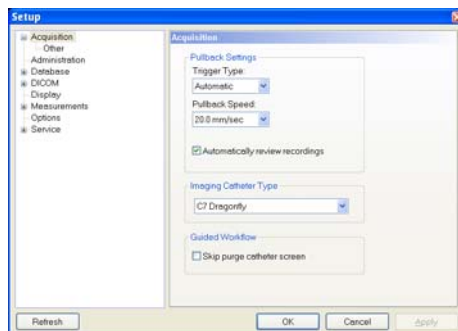 Setup
Acquisition
Other
Administration
Database
DICOM
Display
Measurements
Options
Service
Acquisition
Pullback Settings
Trigger Type:
Automatic
Pullback Speed:
20.0 mm/sec
Automatically review recordings
Imaging Catheter Type
C7 Dragonfly
Guided Workflow
Skip purge catheter screen
Refresh
OK
Cancel
Apply